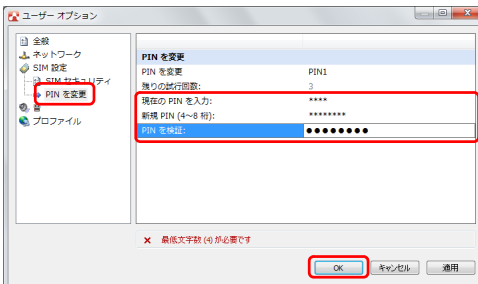 ユーザー オプション
全般
ネットワーク
SIM 設定
SIM セキュリティ
PIN を変更
音
プロファイル
PIN を変更
PIN を変更 PIN1
残りの試行回数: 3
現在の PIN を入力: ****
新規 PIN (4～8 桁): ********
PIN を検証: ●●●●●●●●
最低文字数 (4) が必要です
OK キャンセル 適用